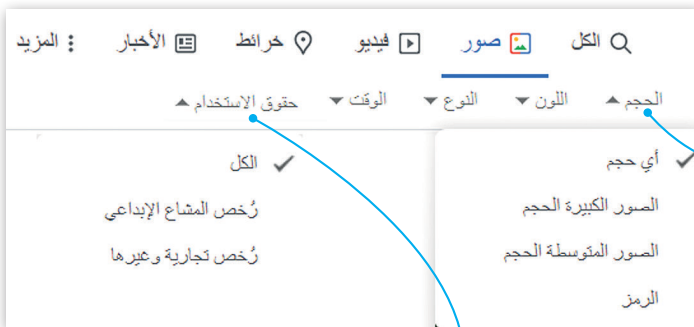 الكل صور فيديو خرائط الأخبار المزيد
الحجم اللون النوع الوقت حقوق الاستخدام
أي حجم
الصور الكبيرة الحجم
الصور المتوسطة الحجم
الرمز
الكل
رُخص المشاع الإبداعي
رُخص تجارية وغيرها